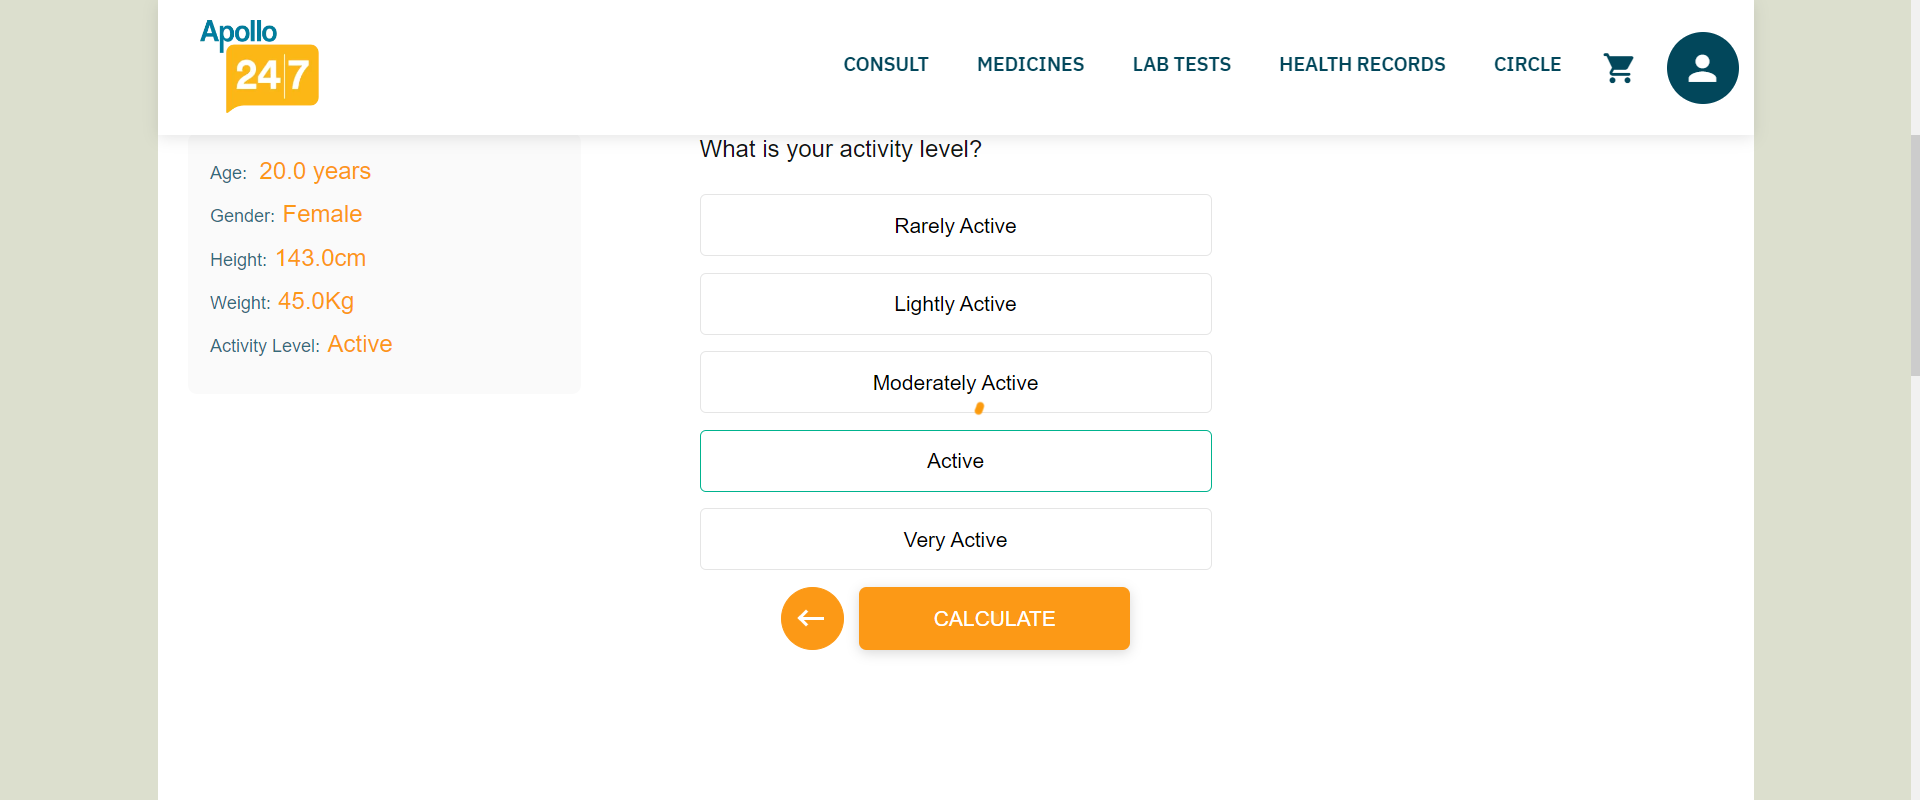 Apollo
24|7
CONSULT
MEDICINES
LAB TESTS
HEALTH RECORDS
CIRCLE
Age: 20.0 years
Gender: Female
Height: 143.0cm
Weight: 45.0Kg
Activity Level: Active
What is your activity level?
Rarely Active
Lightly Active
Moderately Active
Active
Very Active
CALCULATE